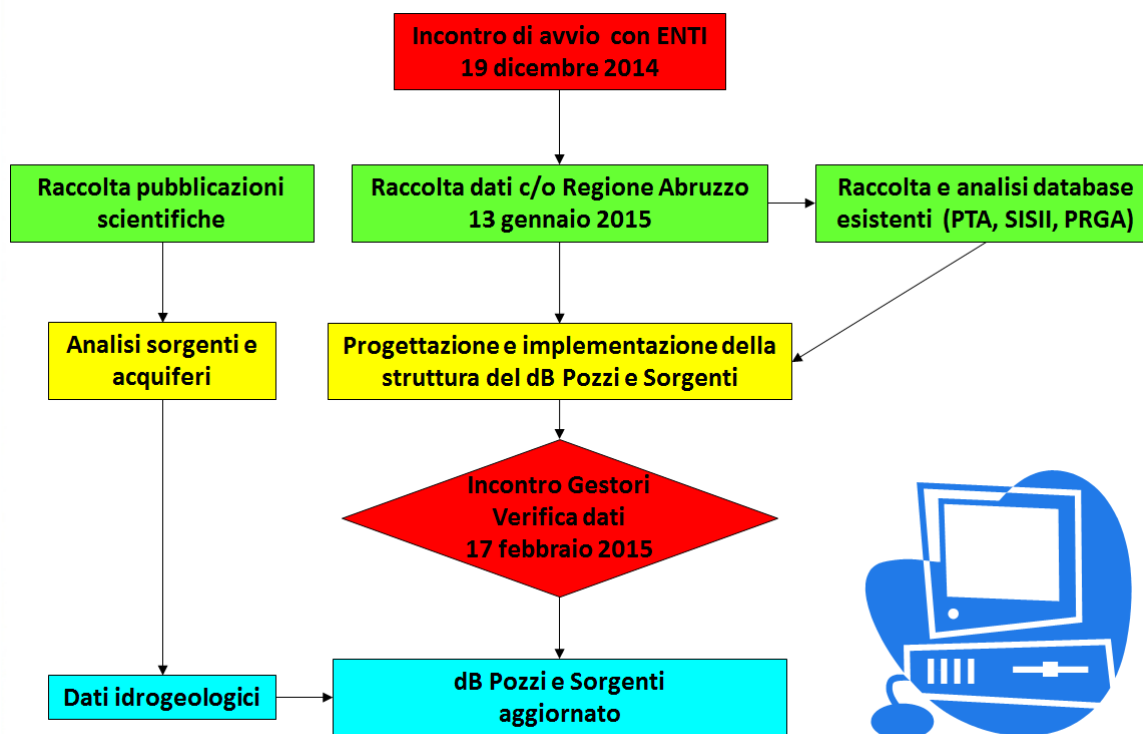 Incontro di avvio con ENTI
19 dicembre 2014
Raccolta pubblicazioni
scientifiche
Raccolta dati c/o Regione Abruzzo
13 gennaio 2015
Raccolta e analisi database
esistenti (PTA, SISII, PRGA)
Analisi sorgenti e
acquiferi
Progettazione e implementazione della
struttura del dB Pozzi e Sorgenti
Incontro Gestori
Verifica dati
17 febbraio 2015
Dati idrogeologici
dB Pozzi e Sorgenti
aggiornato